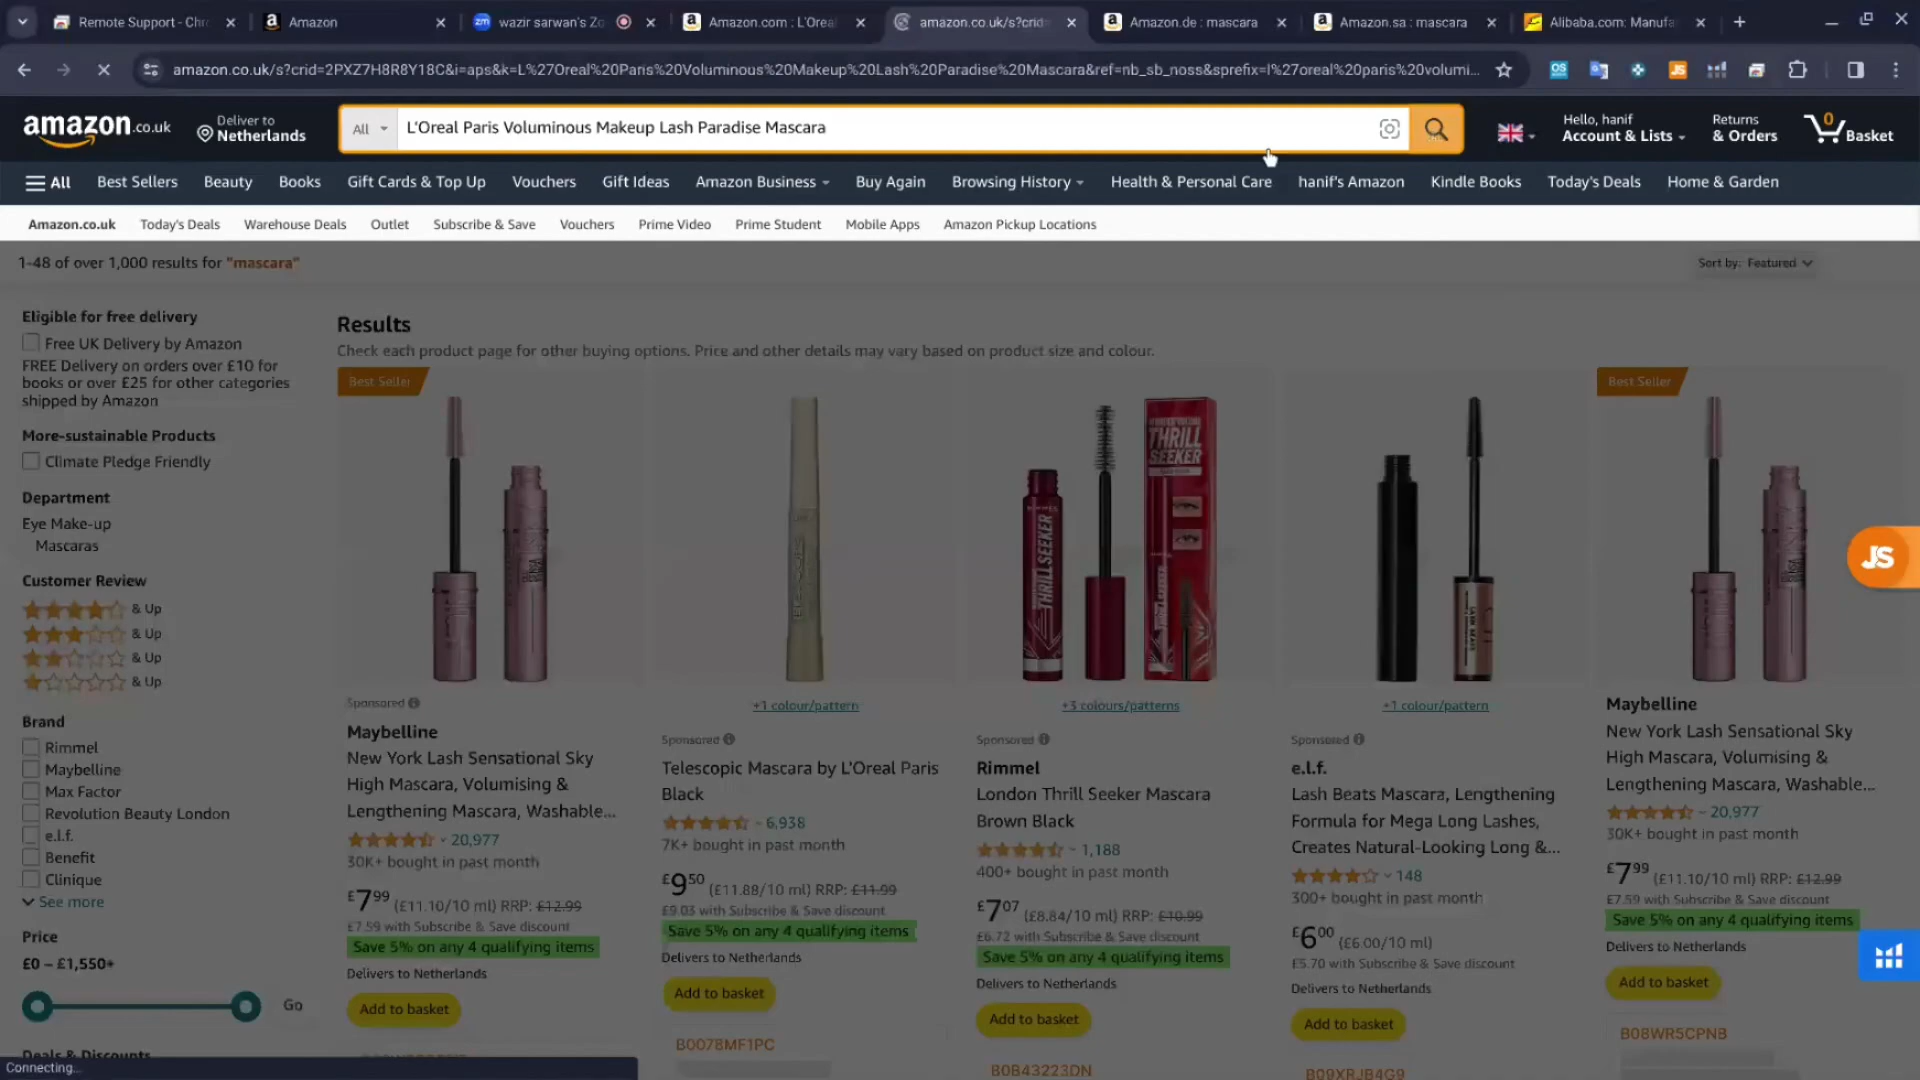 Remote Support - Chr
Amazon
wazir sarwan's Zo
Amazon.com : L'Orea
amazon.co.uk/s?crid
Amazon.de : mascara
Amazon.sa : mascara
Alibaba.com: Manufa
amazon.co.uk/s?crid=2PXZ7H8R8Y18C&i=aps&k=L%27Oreal%20Paris%20Voluminous%20Makeup%20Lash%20Paradise%20Mascara&ref=nb_sb_noss&sprefix=l%27oreal%20paris%20volumi...
amazon.co.uk
Deliver to
Netherlands
All
L'Oreal Paris Voluminous Makeup Lash Paradise Mascara
Hello, hanif
Account & Lists
Returns
& Orders
0
Basket
All
Best Sellers
Beauty
Books
Gift Cards & Top Up
Vouchers
Gift Ideas
Amazon Business
Buy Again
Browsing History
Health & Personal Care
hanif's Amazon
Kindle Books
Today's Deals
Home & Garden
Amazon.co.uk
Today's Deals
Warehouse Deals
Outlet
Subscribe & Save
Vouchers
Prime Video
Prime Student
Mobile Apps
Amazon Pickup Locations
1-48 of over 1,000 results for "mascara"
Sort by: Featured
Eligible for free delivery
Free UK Delivery by Amazon
FREE Delivery on orders over £10 for
books or over £25 for other categories
shipped by Amazon
More-sustainable Products
Climate Pledge Friendly
Department
Eye Make-up
Mascaras
Customer Review
& Up
& Up
& Up
& Up
Brand
Rimmel
Maybelline
Max Factor
Revolution Beauty London
e.l.f.
Benefit
Clinique
See more
Price
£0 – £1,550+
Go
Deals & Discounts
Connecting...
Results
Check each product page for other buying options. Price and other details may vary based on product size and colour.
Best Seller
Sponsored
Maybelline
New York Lash Sensational Sky
High Mascara, Volumising &
Lengthening Mascara, Washable...
20,977
30K+ bought in past month
£7.99 (£11.10/10 ml) RRP: £12.99
£7.59 with Subscribe & Save discount
Save 5% on any 4 qualifying items
Delivers to Netherlands
Add to basket
+1 colour/pattern
Sponsored
Telescopic Mascara by L'Oreal Paris
Black
6,938
7K+ bought in past month
£9.50 (£11.88/10 ml) RRP: £11.99
£9.03 with Subscribe & Save discount
Save 5% on any 4 qualifying items
Delivers to Netherlands
Add to basket
B0078MF1PC
THRILL
SEEKER
THRILL SEEKER
+3 colours/patterns
Sponsored
Rimmel
London Thrill Seeker Mascara
Brown Black
1,188
400+ bought in past month
£7.07 (£8.84/10 ml) RRP: £10.99
£6.72 with Subscribe & Save discount
Save 5% on any 4 qualifying items
Delivers to Netherlands
Add to basket
B0B43223DN
+1 colour/pattern
Sponsored
e.l.f.
Lash Beats Mascara, Lengthening
Formula for Mega Long Lashes,
Creates Natural-Looking Long &...
148
300+ bought in past month
£6.00 (£6.00/10 ml)
£5.70 with Subscribe & Save discount
Delivers to Netherlands
Add to basket
B09XRJB4G9
Best Seller
Maybelline
New York Lash Sensational Sky
High Mascara, Volumising &
Lengthening Mascara, Washable...
20,977
30K+ bought in past month
£7.99 (£11.10/10 ml) RRP: £12.99
£7.59 with Subscribe & Save discount
Save 5% on any 4 qualifying items
Delivers to Netherlands
Add to basket
B08WR5CPNB
JS